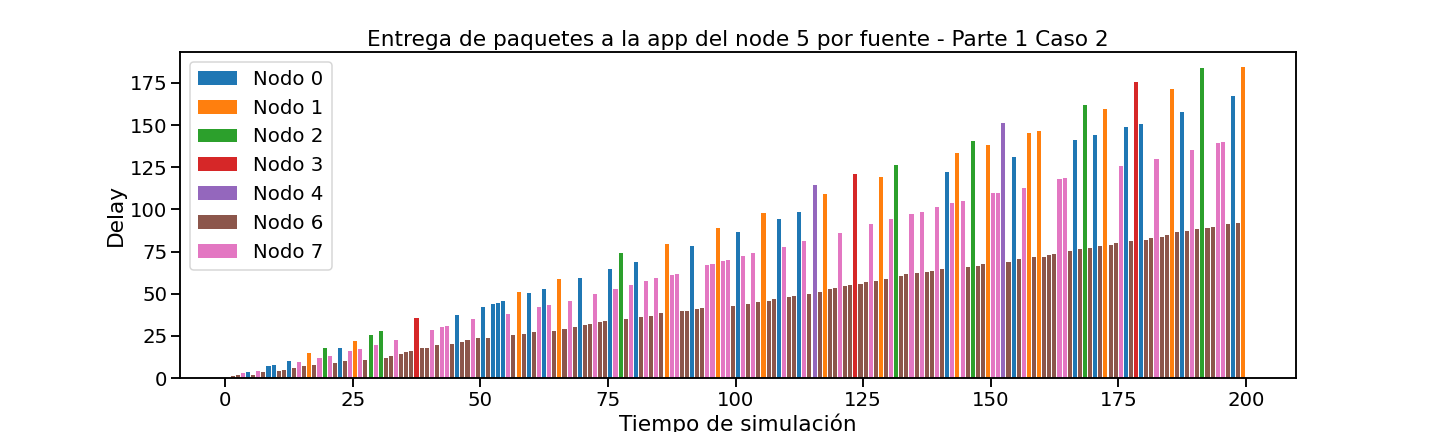 Entrega de paquetes a la app del node 5 por fuente - Parte 1 Caso 2
Nodo 0
Nodo 1
Nodo 2
Nodo 3
Nodo 4
Nodo 6
Nodo 7
Delay
175
150
125
100
75
50
25
0
0 25 50 75 100 125 150 175 200
Tiempo de simulación